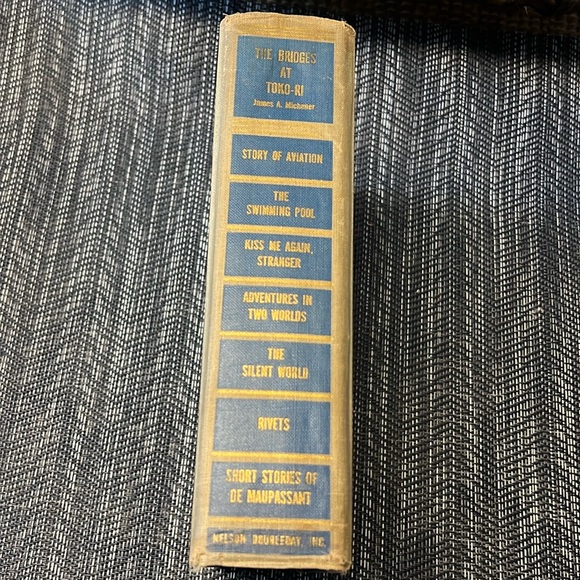 THE BRIDGES
AT
TOKO-RI
James A. Michener
STORY OF AVIATION
THE
SWIMMING POOL
KISS ME AGAIN,
STRANGER
ADVENTURES IN
TWO WORLDS
THE
SILENT WORLD
RIVETS
SHORT STORIES OF
DE MAUPASSANT
NELSON DOUBLEDAY, INC.